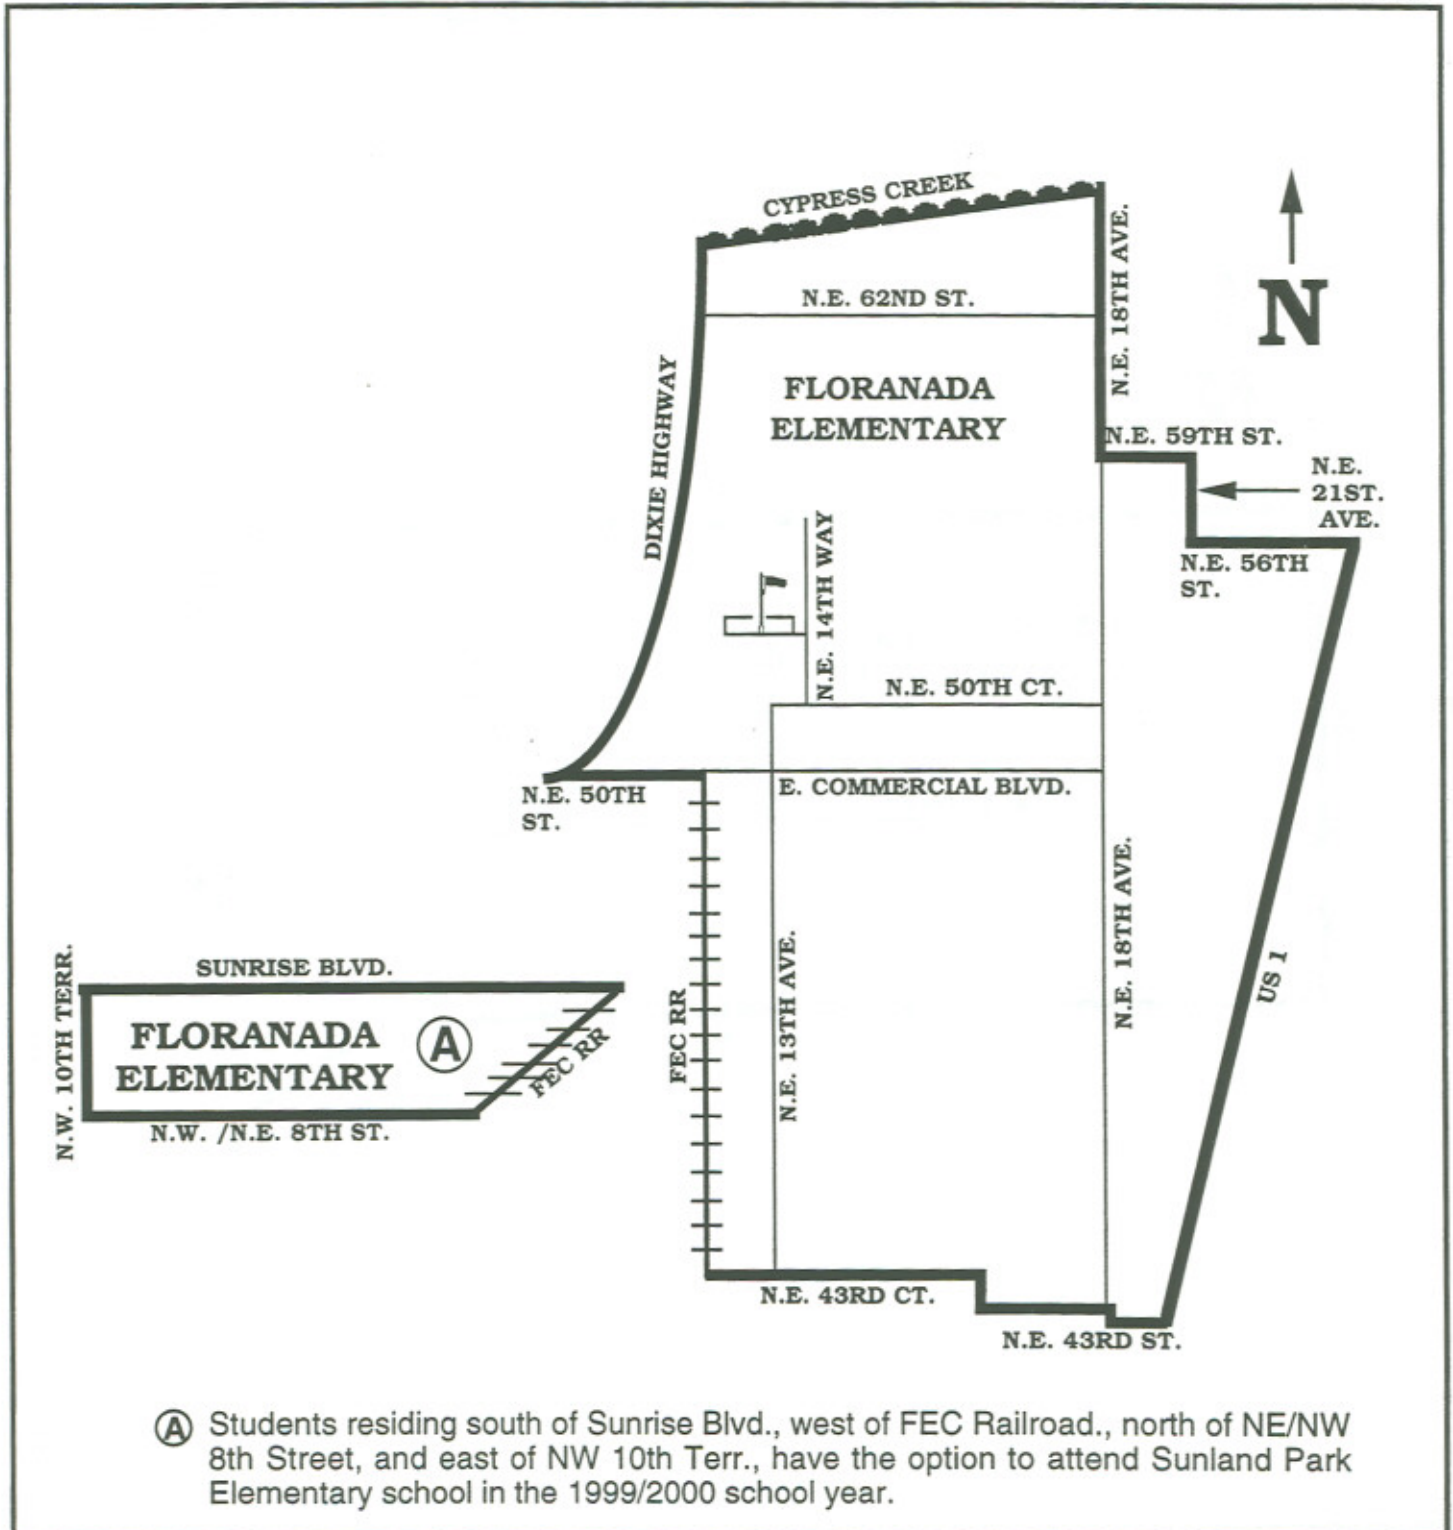 CYPRESS CREEK
N.E. 18TH AVE.
N
N.E. 62ND ST.
DIXIE HIGHWAY
FLORANADA
ELEMENTARY
N.E. 59TH ST.
N.E.
21ST.
AVE.
N.E. 56TH
ST.
N.E. 14TH WAY
N.E. 50TH CT.
N.E. 50TH
ST.
E. COMMERCIAL BLVD.
N.E. 18TH AVE.
N.E. 13TH AVE.
FEC RR
US 1
SUNRISE BLVD.
N.W. 10TH TERR.
FLORANADA
ELEMENTARY
A
FEC RR
N.W. /N.E. 8TH ST.
N.E. 43RD CT.
N.E. 43RD ST.
A Students residing south of Sunrise Blvd., west of FEC Railroad., north of NE/NW
8th Street, and east of NW 10th Terr., have the option to attend Sunland Park
Elementary school in the 1999/2000 school year.